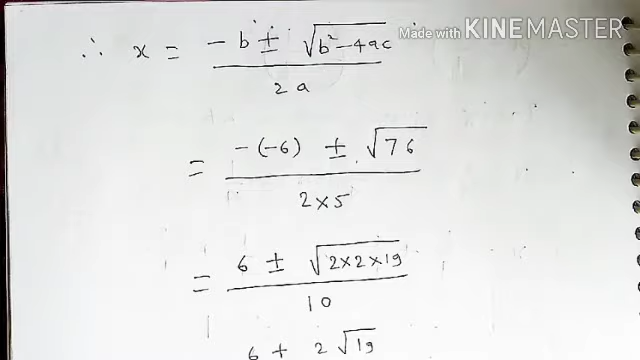 ∴ x = -b ± √(b² - 4ac) / 2a
Made with KINEMASTER
= -(-6) ± √76 / 2×5
= 6 ± √(2×2×19) / 10
6 + 2√19